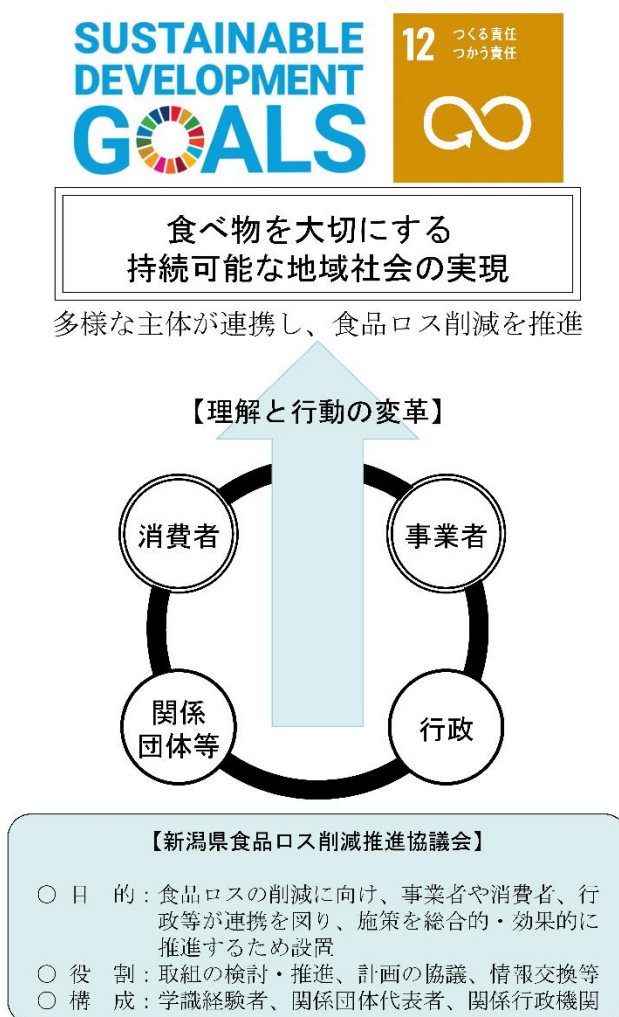 SUSTAINABLE
DEVELOPMENT
GOALS
12 つくる責任
つかう責任
食べ物を大切にする
持続可能な地域社会の実現
多様な主体が連携し、食品ロス削減を推進
【理解と行動の変革】
消費者
事業者
関係
団体等
行政
【新潟県食品ロス削減推進協議会】
○ 目　的：食品ロスの削減に向け、事業者や消費者、行
政等が連携を図り、施策を総合的・効果的に
推進するため設置
○ 役　割：取組の検討・推進、計画の協議、情報交換等
○ 構　成：学識経験者、関係団体代表者、関係行政機関